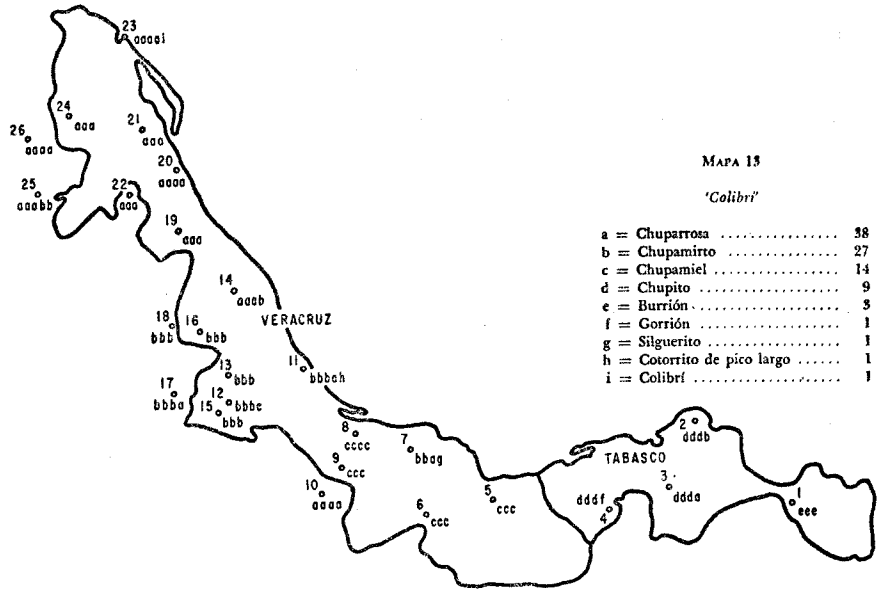 MAPA 13
'Colibrí'
a = Chuparrosa ................ 38
b = Chupamirto ................ 27
c = Chupamiel ................ 14
d = Chupito ................ 9
e = Burrión ................ 3
f = Gorrión ................ 1
g = Silguerito ................ 1
h = Cotorrito de pico largo ...... 1
i = Colibrí ................ 1
23
aaaai
24
aaa
21
aaa
26
aaaa
20
aaaa
25
aaabb
22
aaa
19
aaa
14
aaab
VERACRUZ
18
bbb
16
bbb
11
bbbah
13
bbb
17
bbba
12
15
bbb
8
cccc
7
bbag
9
ccc
10
aaaa
6
ccc
5
ccc
TABASCO
2
dddb
3
ddda
dddf
4
1
eee